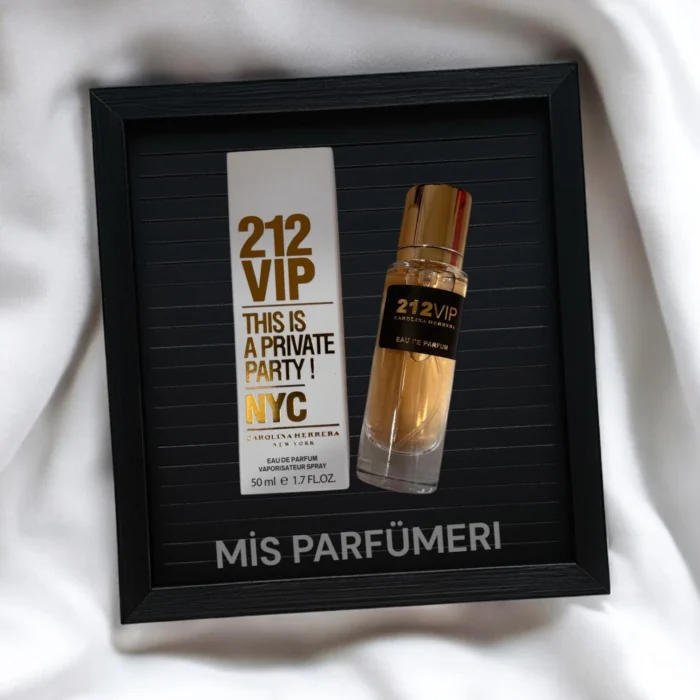 212
VIP
THIS IS
A PRIVATE
PARTY !
NYC
CAROLINA HERRERA
NEW YORK
EAU DE PARFUM
VAPORISATEUR SPRAY
50 ml e 1.7 FL.OZ.
212VIP
CAROLINA HERRERA
EAU DE PARFUM
MİS PARFÜMERI